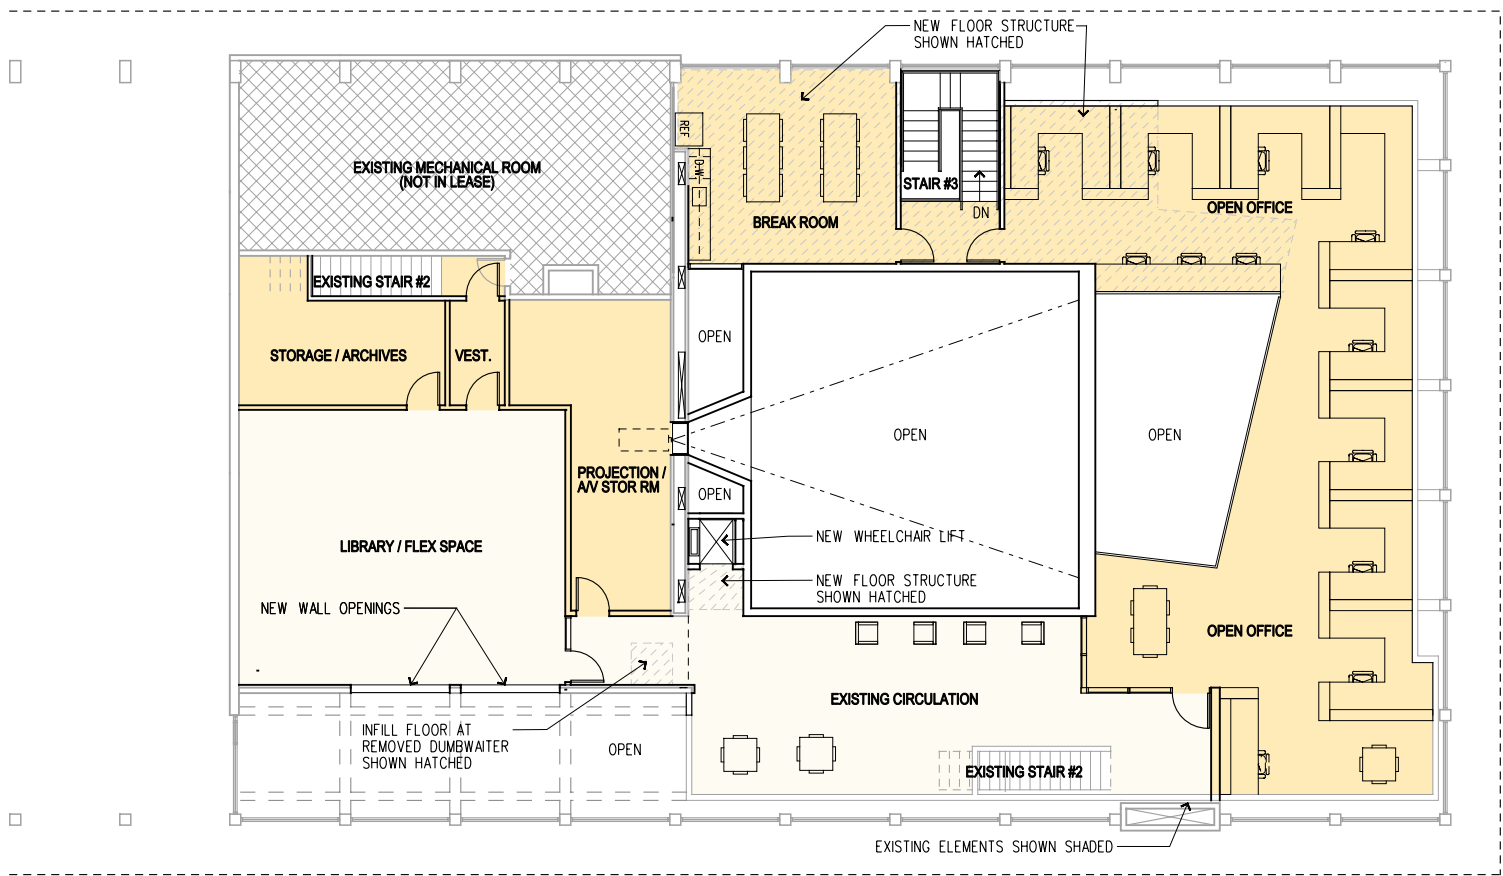 NEW FLOOR STRUCTURE
SHOWN HATCHED
REF
D.W.
EXISTING MECHANICAL ROOM
(NOT IN LEASE)
STAIR #3
DN
BREAK ROOM
OPEN OFFICE
EXISTING STAIR #2
STORAGE / ARCHIVES
VEST.
OPEN
OPEN
OPEN
PROJECTION /
A/V STOR RM
OPEN
LIBRARY / FLEX SPACE
NEW WHEELCHAIR LIFT
NEW FLOOR STRUCTURE
SHOWN HATCHED
NEW WALL OPENINGS
OPEN OFFICE
EXISTING CIRCULATION
INFILL FLOOR AT
REMOVED DUMBWAITER
SHOWN HATCHED
OPEN
EXISTING STAIR #2
EXISTING ELEMENTS SHOWN SHADED